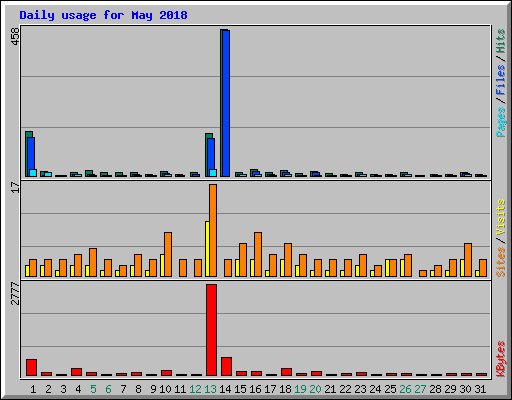 Daily usage for May 2018
458
Pages / Files / Hits
17
Sites / Visits
2777
KBytes
1 2 3 4 5 6 7 8 9 10 11 12 13 14 15 16 17 18 19 20 21 22 23 24 25 26 27 28 29 30 31